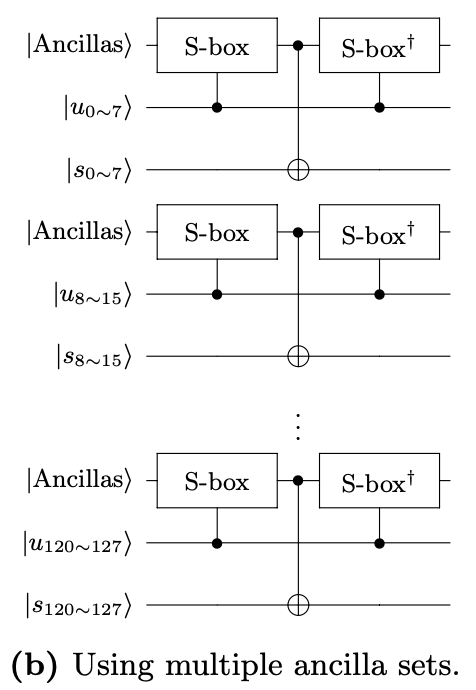 |Ancillas⟩ S-box S-box†
|u₀∼₇⟩
|s₀∼₇⟩
|Ancillas⟩ S-box S-box†
|u₈∼₁₅⟩
|s₈∼₁₅⟩
⋮
|Ancillas⟩ S-box S-box†
|u₁₂₀∼₁₂₇⟩
|s₁₂₀∼₁₂₇⟩
(b) Using multiple ancilla sets.